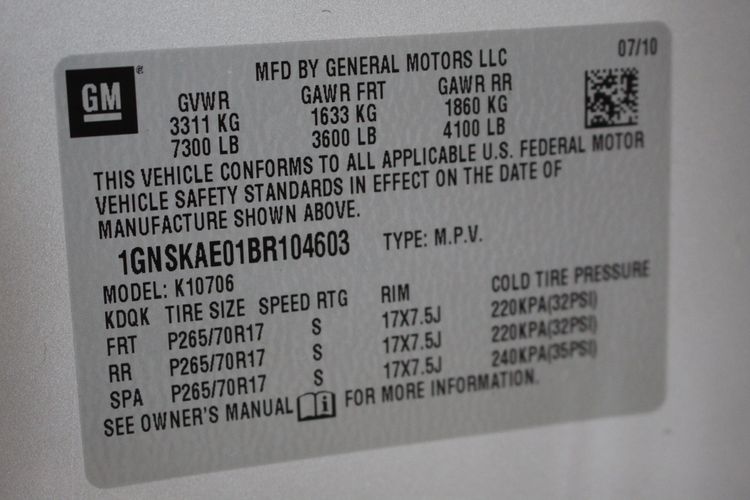 GM ®
MFD BY GENERAL MOTORS LLC 07/10
GVWR GAWR FRT GAWR RR
3311 KG 1633 KG 1860 KG
7300 LB 3600 LB 4100 LB
THIS VEHICLE CONFORMS TO ALL APPLICABLE U.S. FEDERAL MOTOR
VEHICLE SAFETY STANDARDS IN EFFECT ON THE DATE OF
MANUFACTURE SHOWN ABOVE.
1GNSKAE01BR104603 TYPE: M.P.V.
MODEL: K10706
KDQK TIRE SIZE SPEED RTG RIM COLD TIRE PRESSURE
FRT P265/70R17 S 17X7.5J 220KPA(32PSI)
RR P265/70R17 S 17X7.5J 220KPA(32PSI)
SPA P265/70R17 S 17X7.5J 240KPA(35PSI)
SEE OWNER'S MANUAL i FOR MORE INFORMATION.